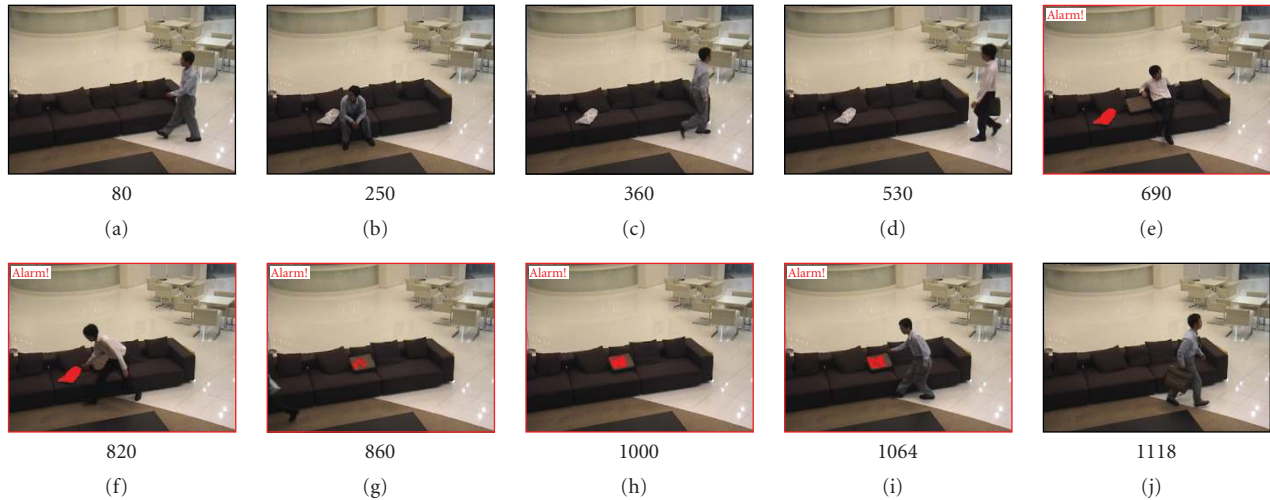 Alarm!
80
250
360
530
690
(a)
(b)
(c)
(d)
(e)
Alarm!
Alarm!
Alarm!
Alarm!
820
860
1000
1064
1118
(f)
(g)
(h)
(i)
(j)